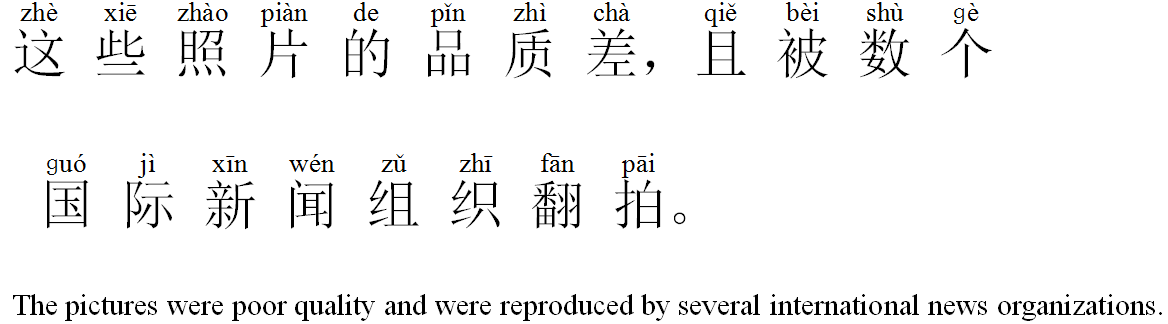 zhè xiē zhào piàn de pǐn zhì chà qiě bèi shù gè
这些照片的品质差，且被数个
guó jì xīn wén zǔ zhī fān pāi
国际新闻组织翻拍。
The pictures were poor quality and were reproduced by several international news organizations.